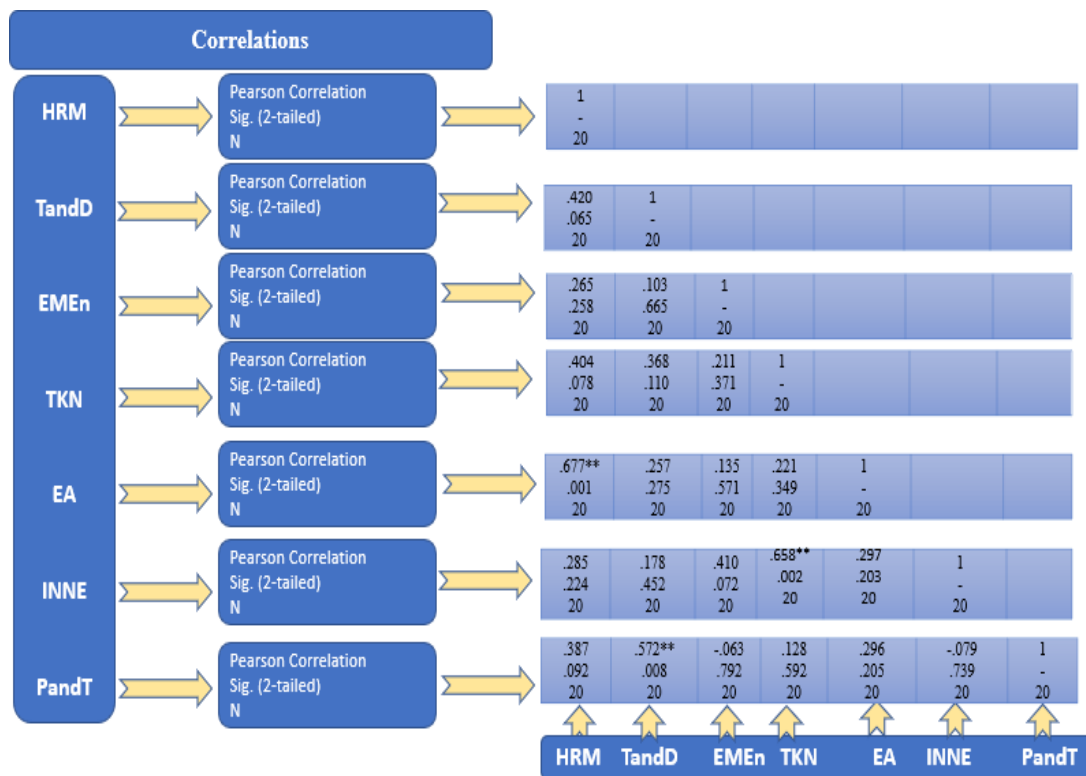 Correlations
HRM
Pearson Correlation
Sig. (2-tailed)
N
1
-
20
TandD
Pearson Correlation
Sig. (2-tailed)
N
.420 1
.065 -
20 20
EMEn
Pearson Correlation
Sig. (2-tailed)
N
.265 .103 1
.258 .665 -
20 20 20
TKN
Pearson Correlation
Sig. (2-tailed)
N
.404 .368 .211 1
.078 .110 .371 -
20 20 20 20
EA
Pearson Correlation
Sig. (2-tailed)
N
.677** .257 .135 .221 1
.001 .275 .571 .349 -
20 20 20 20 20
INNE
Pearson Correlation
Sig. (2-tailed)
N
.285 .178 .410 .658** .297 1
.224 .452 .072 .002 .203 -
20 20 20 20 20 20
PandT
Pearson Correlation
Sig. (2-tailed)
N
.387 .572** -.063 .128 .296 -.079 1
.092 .008 .792 .592 .205 .739 -
20 20 20 20 20 20 20
HRM TandD EMEn TKN EA INNE PandT